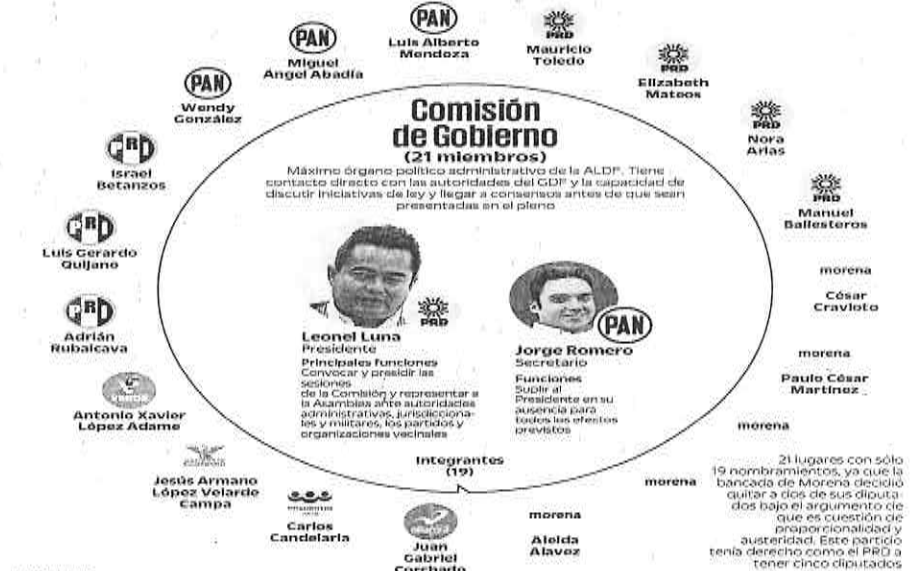 Comisión
de Gobierno
(21 miembros)
Máximo órgano político administrativo de la ALDF. Tiene
contacto directo con las autoridades del GDF y la capacidad de
discutir iniciativas de ley y llegar a consensos antes de que sean
presentadas en el pleno
PRD
Leonel Luna
Presidente
Principales funciones
Convocar y presidir las
sesiones
de la Comisión y representar a
la Asamblea ante autoridades
administrativas, jurisdicciona-
les y militares, los partidos y
organizaciones vecinales
PAN
Jorge Romero
Secretario
Funciones
Suplir al
Presidente en su
ausencia para
todos los efectos
previstos
Integrantes
(19)
PAN
Luis Alberto
Mendoza
PRD
Mauricio
Toledo
PRD
Elizabeth
Mateos
PRD
Nora
Arias
PRD
Manuel
Ballesteros
morena
César
Cravioto
morena
Paulo César
Martínez
morena
morena
morena
Aleida
Alavez
Juan
Gabriel
Corchado
Carlos
Candelaria
Jesús Armano
López Velarde
Campa
VERDE
Antonio Xavier
López Adame
PRI
Adrián
Rubalcava
PRI
Luis Gerardo
Quijano
PRI
Israel
Betanzos
PAN
Wendy
González
PAN
Miguel
Ángel Abadía
21 lugares con sólo
19 nombramientos, ya que la
bancada de Morena decidió
quitar a dos de sus diputa-
dos bajo el argumento de
que es cuestión de
proporcionalidad y
austeridad. Este partido
tenía derecho como el PRD a
tener cinco diputados